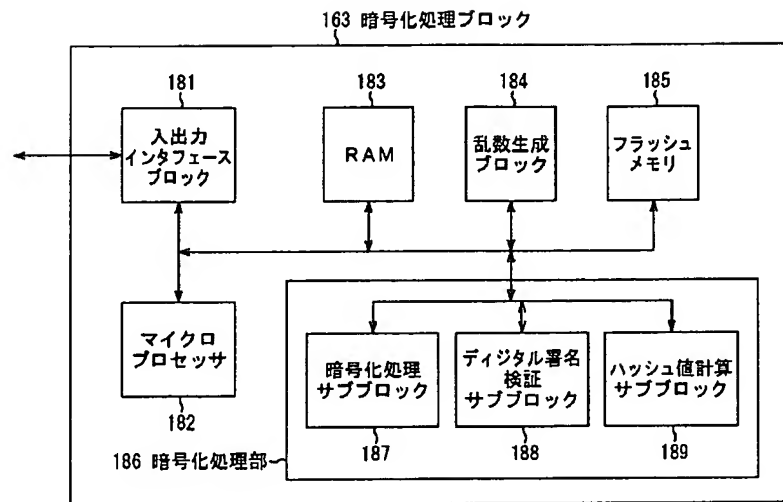 163 暗号化処理ブロック
181
183
184
185
入出力
インタフェース
ブロック
RAM
乱数生成
ブロック
フラッシュ
メモリ
マイクロ
プロセッサ
182
暗号化処理
サブブロック
ディジタル署名
検証
サブブロック
ハッシュ値計算
サブブロック
187
188
189
186 暗号化処理部